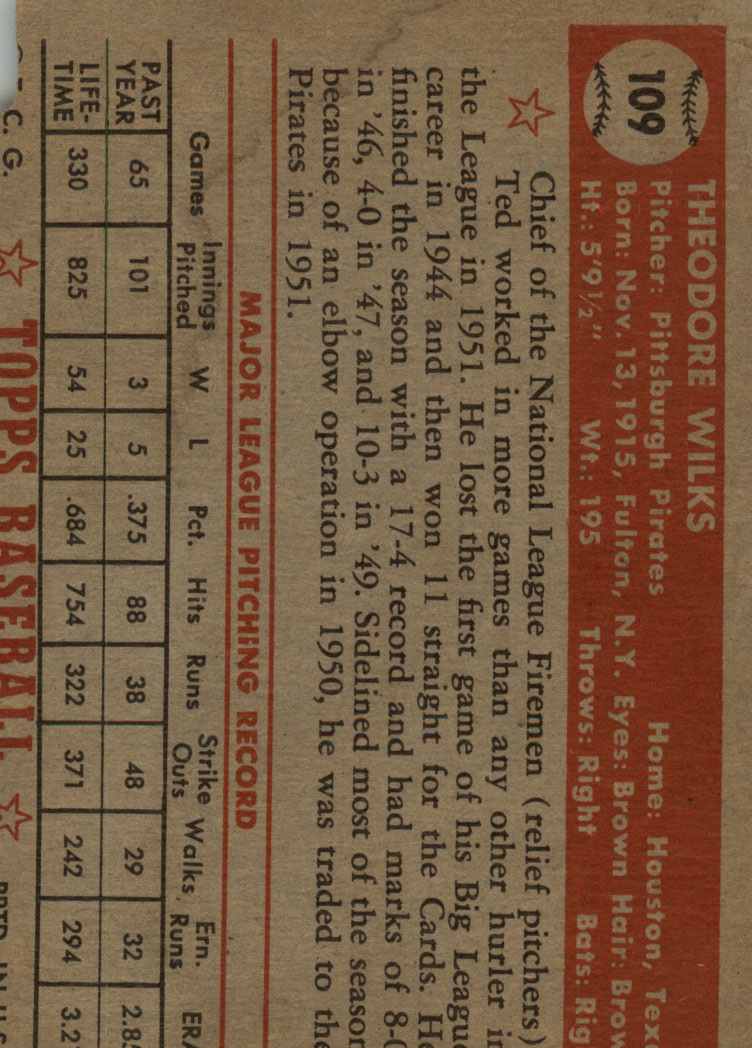 109
THEODORE WILKS
Pitcher: Pittsburgh Pirates Home: Houston,
Born: Nov. 13, 1915, Fulton, N.Y. Eyes: Brown Hair:
Ht.: 5'9½" Wt.: 195 Throws: Right Bats:
Chief of the National League Firemen (relief pitchers)
Ted worked in more games than any other hurler in
the League in 1951. He lost the first game of his Big
career in 1944 and then won 11 straight for the Cards. He
finished the season with a 17-4 record and had marks of
in '46, 4-0 in '47, and 10-3 in '49. Sidelined most of the season
because of an elbow operation in 1950, he was traded to the
Pirates in 1951.
MAJOR LEAGUE PITCHING RECORD
Games Innings Pitched W L Pct. Hits Runs Strike Outs Walks Ern. Runs ERA
PAST YEAR 65 101 3 5 .375 88 38 48 29 32 2.85
LIFE-TIME 330 825 54 25 .684 754 322 371 242 294
C. G. TOPPS BASEBALL